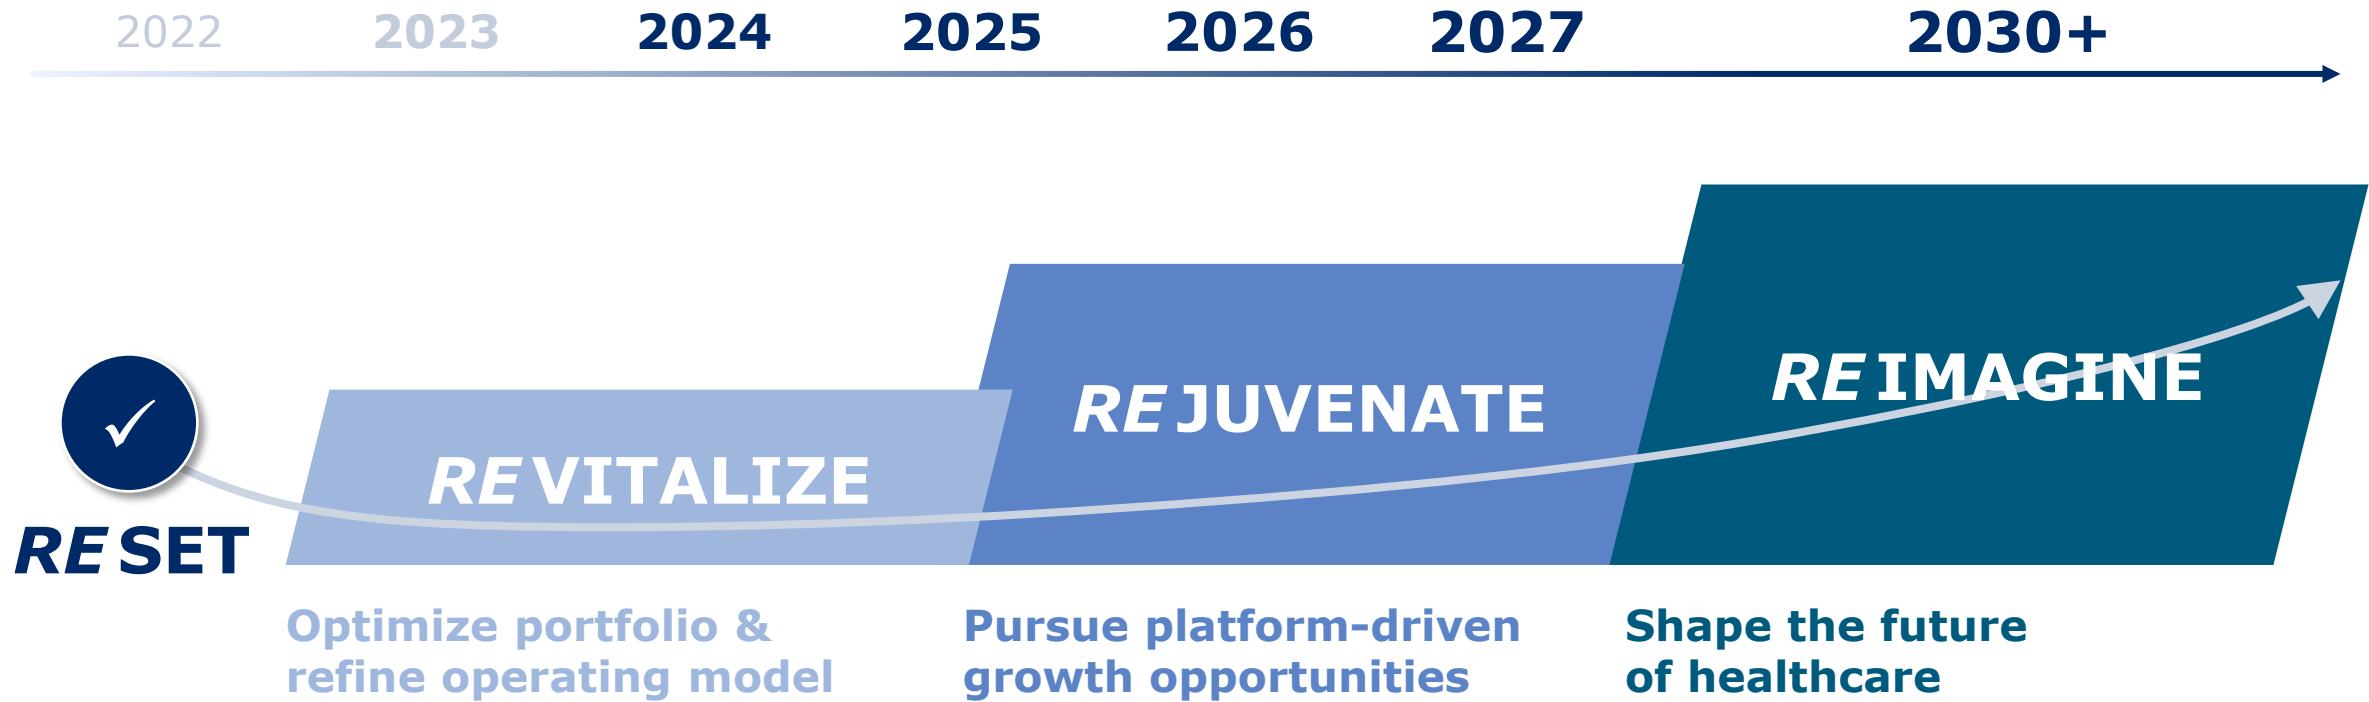 2022 2023 2024 2025 2026 2027 2030+
REIMAGINE
REJUVENATE
REVITALIZE
RESET
Optimize portfolio &
refine operating model
Pursue platform-driven
growth opportunities
Shape the future
of healthcare